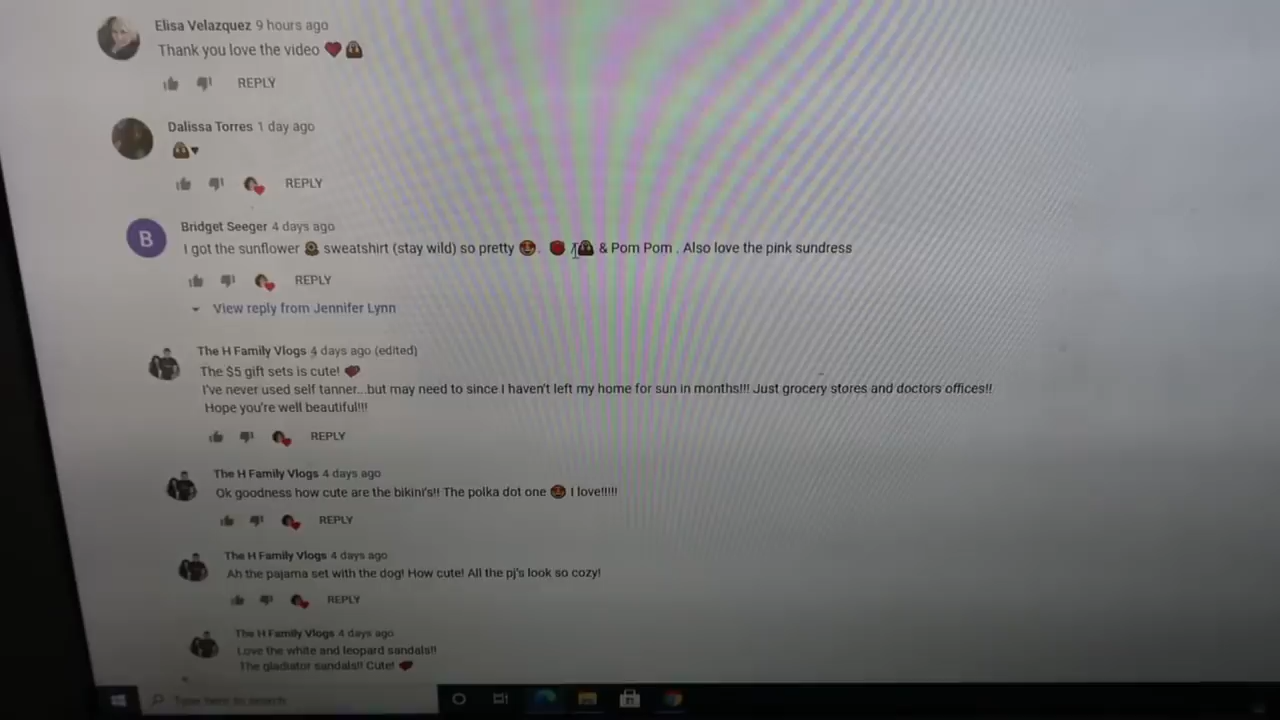 Elisa Velazquez 9 hours ago
Thank you love the video
REPLY
Dalissa Torres 1 day ago
REPLY
B
Bridget Seeger 4 days ago
I got the sunflower sweatshirt (stay wild) so pretty . & Pom Pom . Also love the pink sundress
REPLY
View reply from Jennifer Lynn
The H Family Vlogs 4 days ago (edited)
The $5 gift sets is cute!
I've never used self tanner...but may need to since I haven't left my home for sun in months!!! Just grocery stores and doctors offices!!
Hope you're well beautiful!!!
REPLY
The H Family Vlogs 4 days ago
Ok goodness how cute are the bikini's!! The polka dot one I love!!!!!
REPLY
The H Family Vlogs 4 days ago
Ah the pajama set with the dog! How cute! All the pj's look so cozy!
REPLY
The H Family Vlogs 4 days ago
Love the white and leopard sandals!!
The gladiator sandals!! Cute!
Type here to search